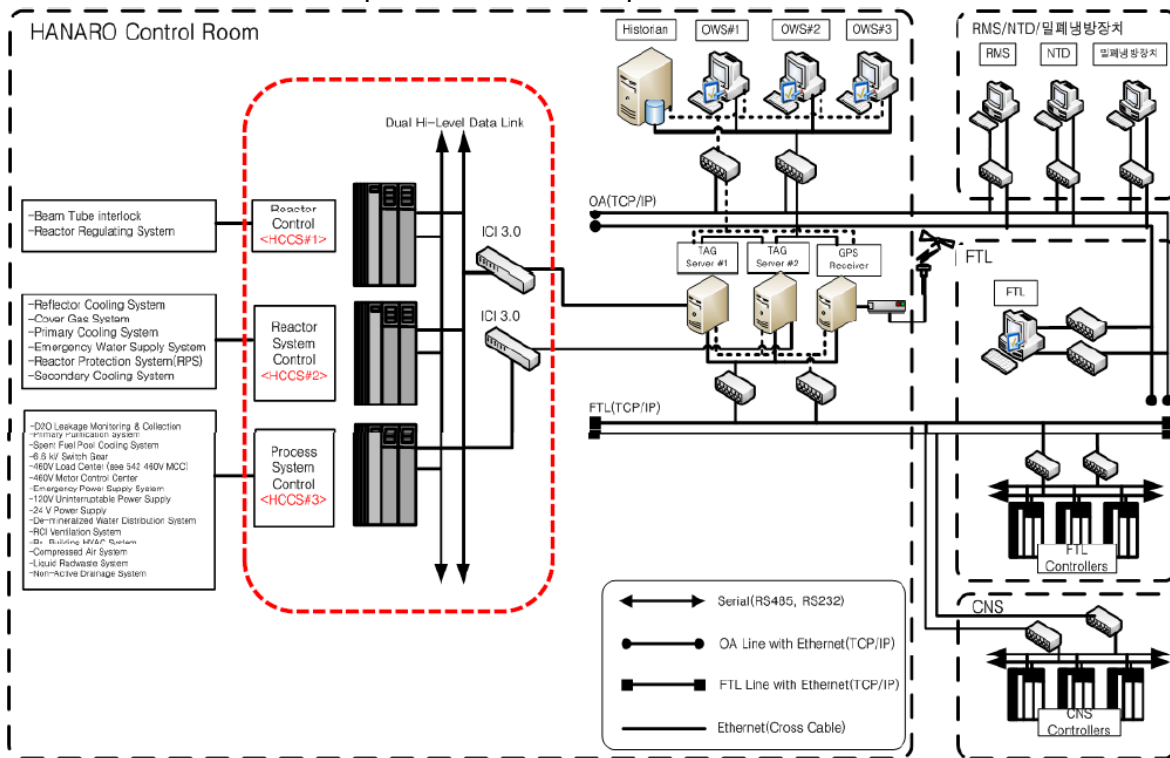 HANARO Control Room
-Beam Tube interlock
-Reactor Regulating System
-Reflector Cooling System
-Cover Gas System
-Primary Cooling System
-Emergency Water Supply System
-Reactor Protection System(RPS)
-Secondary Cooling System
-D2O Leakage Monitoring & Collection
-Primary Purification System
-Spent Fuel Pool Cooling System
-6.6 kV Switch Gear
-460V Load Center (see 542 460V MCC)
-460V Motor Control Center
-Emergency Power Supply System
-120V Uninterruptable Power Supply
-24 V Power Supply
-De-mineralized Water Distribution System
-RCI Ventilation System
-Rx. Building HVAC System
-Compressed Air System
-Liquid Radwaste System
-Non-Active Drainage System
Dual Hi-Level Data Link
Reactor
Control
<HCCS#1>
Reactor
System
Control
<HCCS#2>
Process
System
Control
<HCCS#3>
ICI 3.0
ICI 3.0
Historian
OWS#1
OWS#2
OWS#3
OA(TCP/IP)
TAG
Server #1
TAG
Server #2
GPS
Receiver
FTL(TCP/IP)
Serial(RS485, RS232)
OA Line with Ethernet(TCP/IP)
FTL Line with Ethernet(TCP/IP)
Ethernet(Cross Cable)
RMS/NTD/밀폐냉방장치
RMS
NTD
밀폐냉방장치
FTL
FTL
FTL
Controllers
CNS
CNS
Controllers